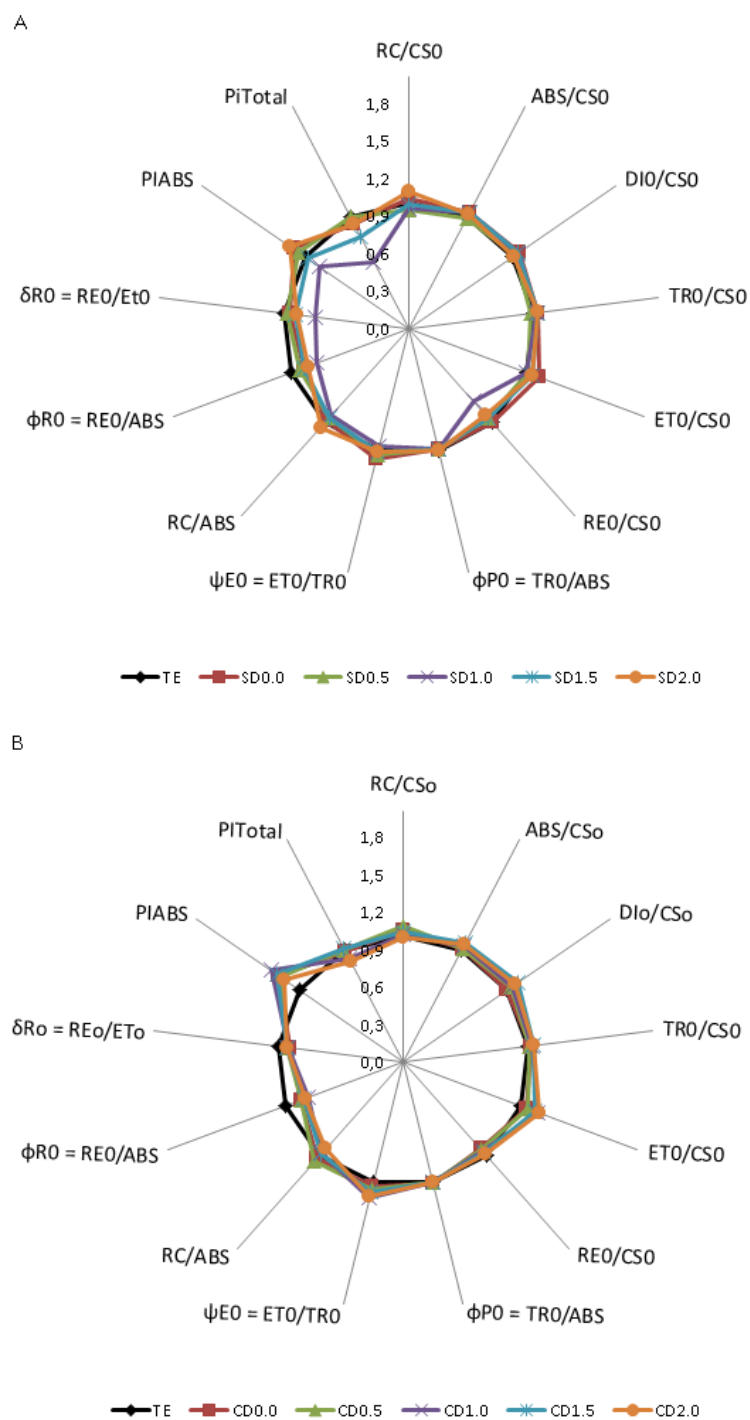 A
RC/CS0
PiTotal
ABS/CS0
1,8
1,5
PIABS
DI0/CS0
1,2
0,9
0,6
δR0 = RE0/Et0
TR0/CS0
0,3
0,0
ϕR0 = RE0/ABS
ET0/CS0
RC/ABS
RE0/CS0
ψE0 = ET0/TR0
ϕP0 = TR0/ABS
TE SD0.0 SD0.5 SD1.0 SD1.5 SD2.0
B
RC/CSo
PITotal
ABS/CSo
1,8
1,5
PIABS
DIo/CSo
1,2
0,9
0,6
δRo = REo/ETo
TR0/CS0
0,3
0,0
ϕR0 = RE0/ABS
ET0/CS0
RC/ABS
RE0/CS0
ψE0 = ET0/TR0
ϕP0 = TR0/ABS
TE CD0.0 CD0.5 CD1.0 CD1.5 CD2.0